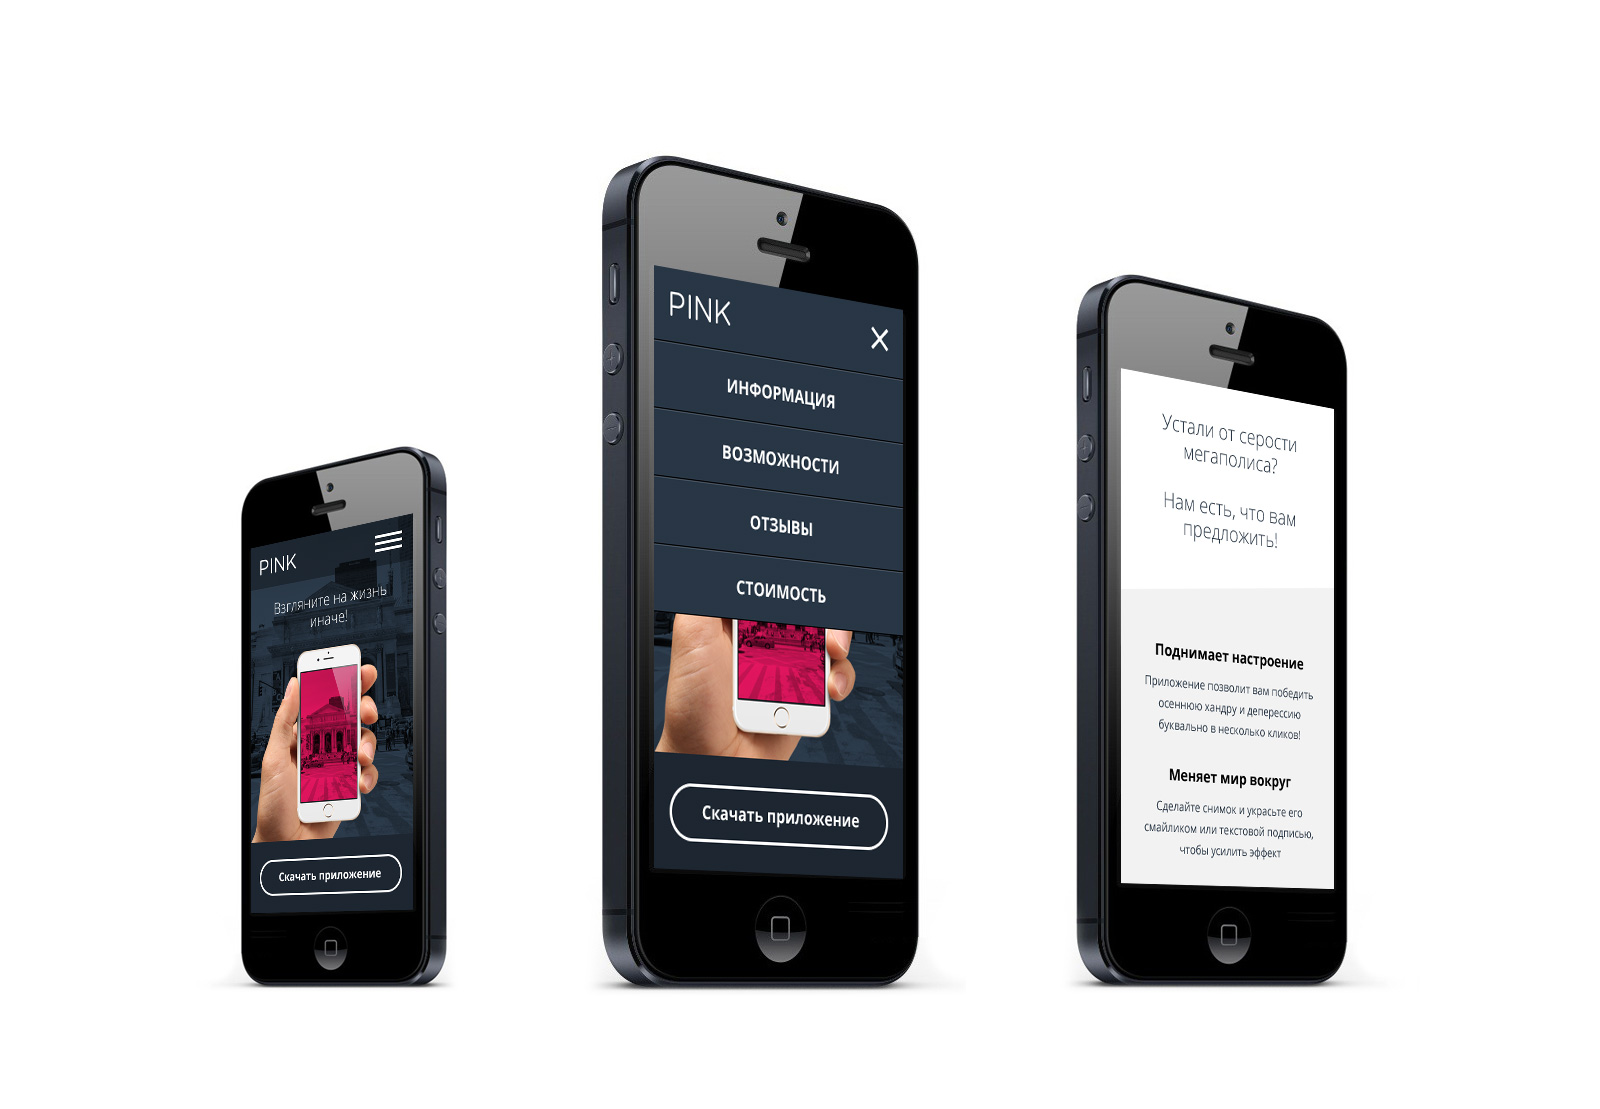 PINK
Взгляните на жизнь
иначе!
Скачать приложение
PINK
X
ИНФОРМАЦИЯ
ВОЗМОЖНОСТИ
ОТЗЫВЫ
СТОИМОСТЬ
Скачать приложение
Устали от серости
мегаполиса?
Нам есть, что вам
предложить!
Поднимает настроение
Приложение позволит вам победить
осеннюю хандру и деперессию
буквально в несколько кликов!
Меняет мир вокруг
Сделайте снимок и украсьте его
смайликом или текстовой подписью,
чтобы усилить эффект